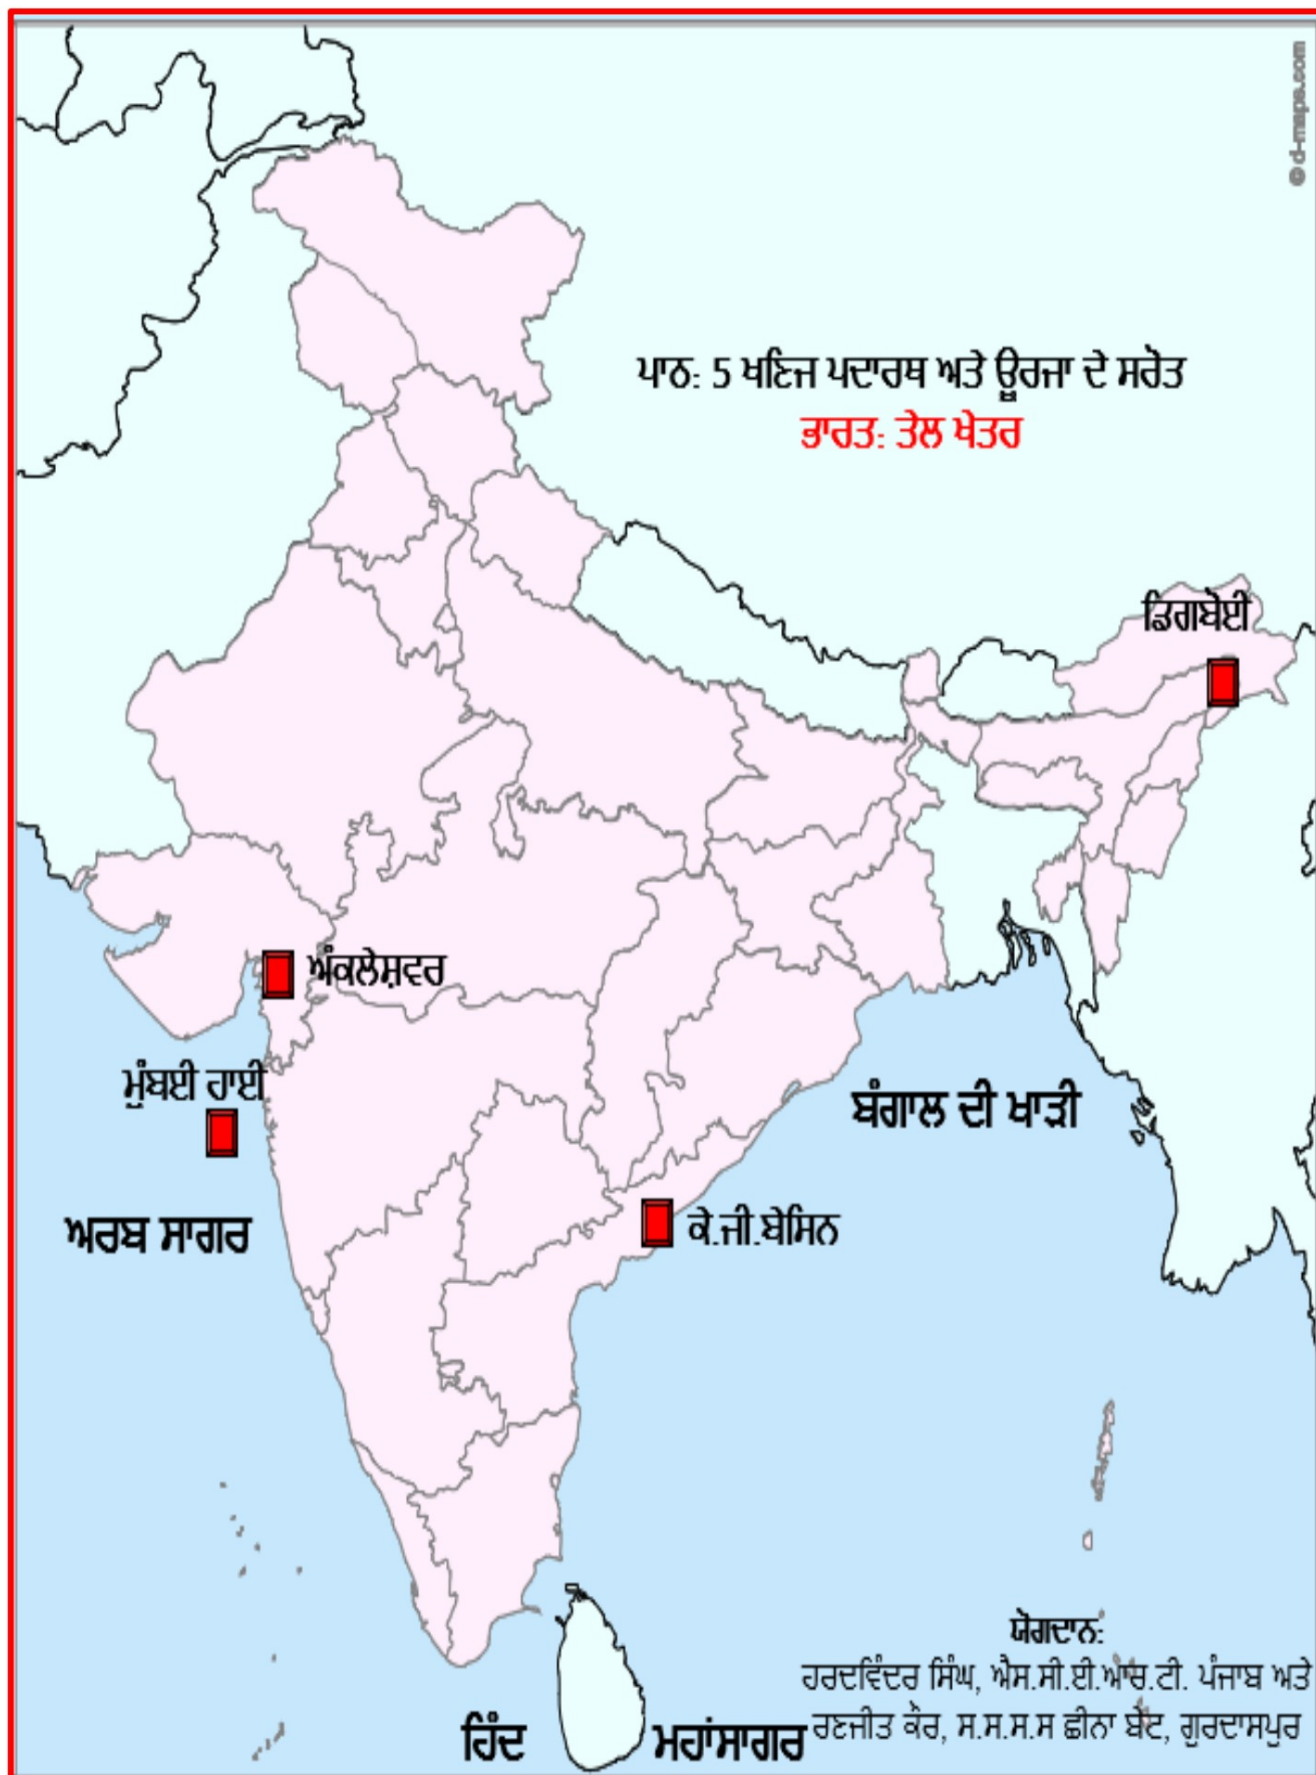 © d-maps.com
ਪਾਠ: 5 ਖਣਿਜ ਪਦਾਰਥ ਅਤੇ ਊਰਜਾ ਦੇ ਸਰੋਤ
ਭਾਰਤ: ਤੇਲ ਖੇਤਰ
ਡਿਗਬੋਈ
ਅੰਕਲੇਸ਼ਵਰ
ਮੁੰਬਈ ਹਾਈ
ਬੰਗਾਲ ਦੀ ਖਾੜੀ
ਅਰਬ ਸਾਗਰ
ਕੇ.ਜੀ.ਬੇਸਿਨ
ਯੋਗਦਾਨ:
ਹਰਦਵਿੰਦਰ ਸਿੰਘ, ਐਸ.ਸੀ.ਈ.ਆਰ.ਟੀ. ਪੰਜਾਬ ਅਤੇ
ਰਣਜੀਤ ਕੌਰ, ਸ.ਸ.ਸ.ਸ ਛੀਨਾ ਬੇਟ, ਗੁਰਦਾਸਪੁਰ
ਹਿੰਦ ਮਹਾਂਸਾਗਰ